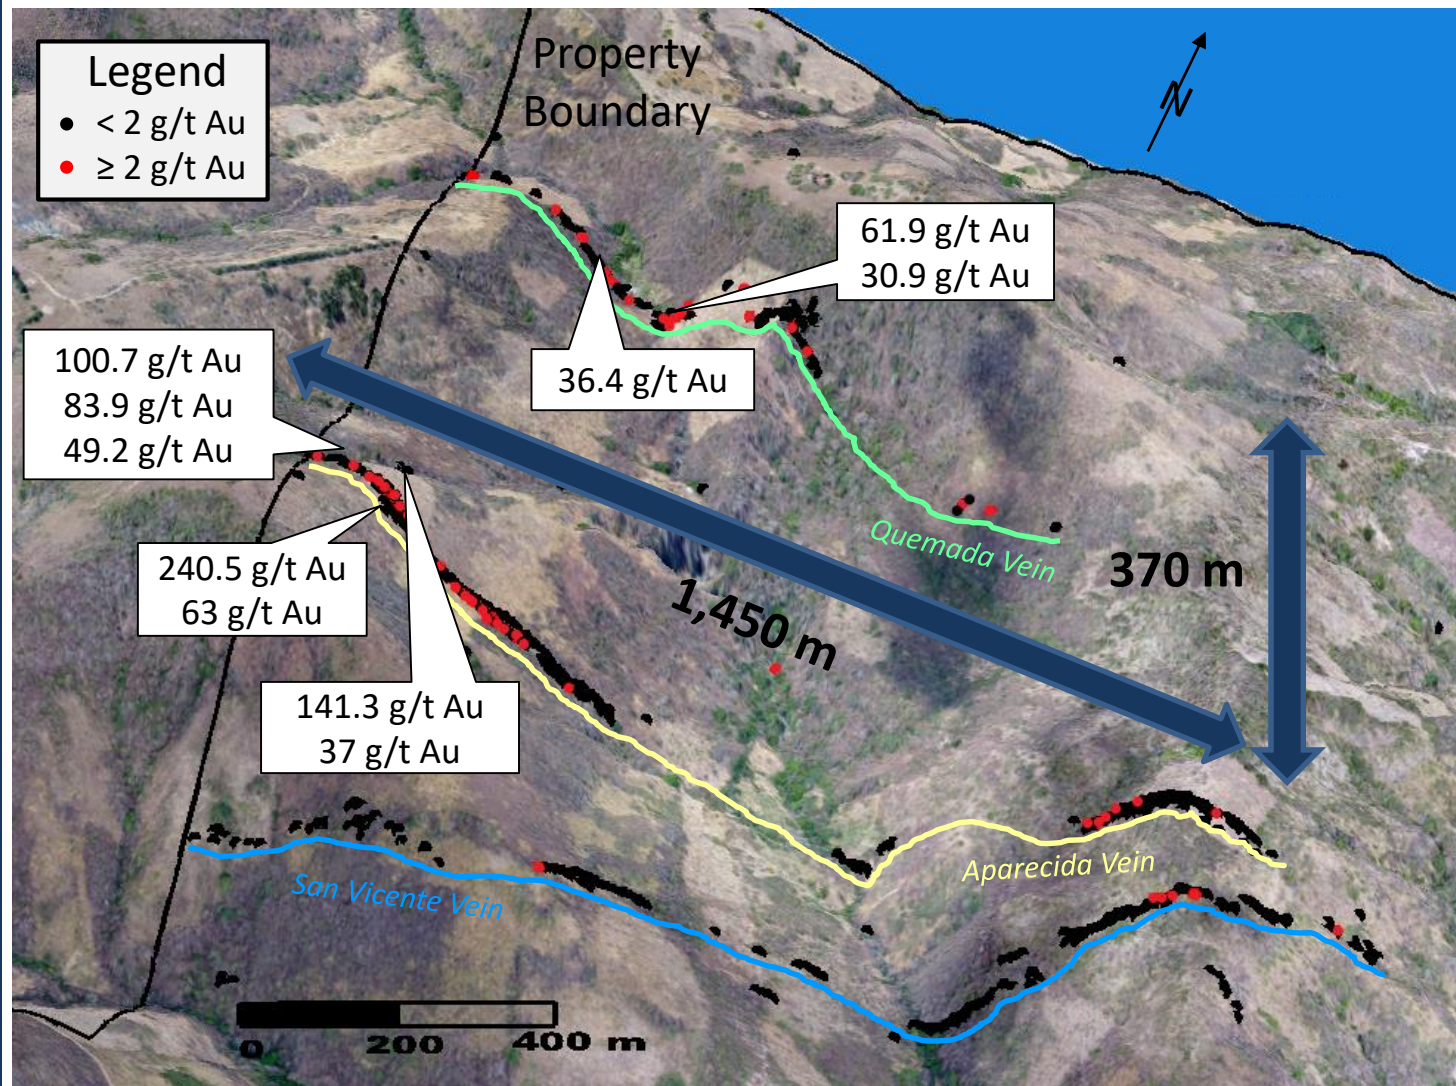 Legend
< 2 g/t Au
≥ 2 g/t Au
Property
Boundary
N
61.9 g/t Au
30.9 g/t Au
36.4 g/t Au
100.7 g/t Au
83.9 g/t Au
49.2 g/t Au
240.5 g/t Au
63 g/t Au
141.3 g/t Au
37 g/t Au
Quemada Vein
370 m
1,450 m
Aparecida Vein
San Vicente Vein
0 200 400 m